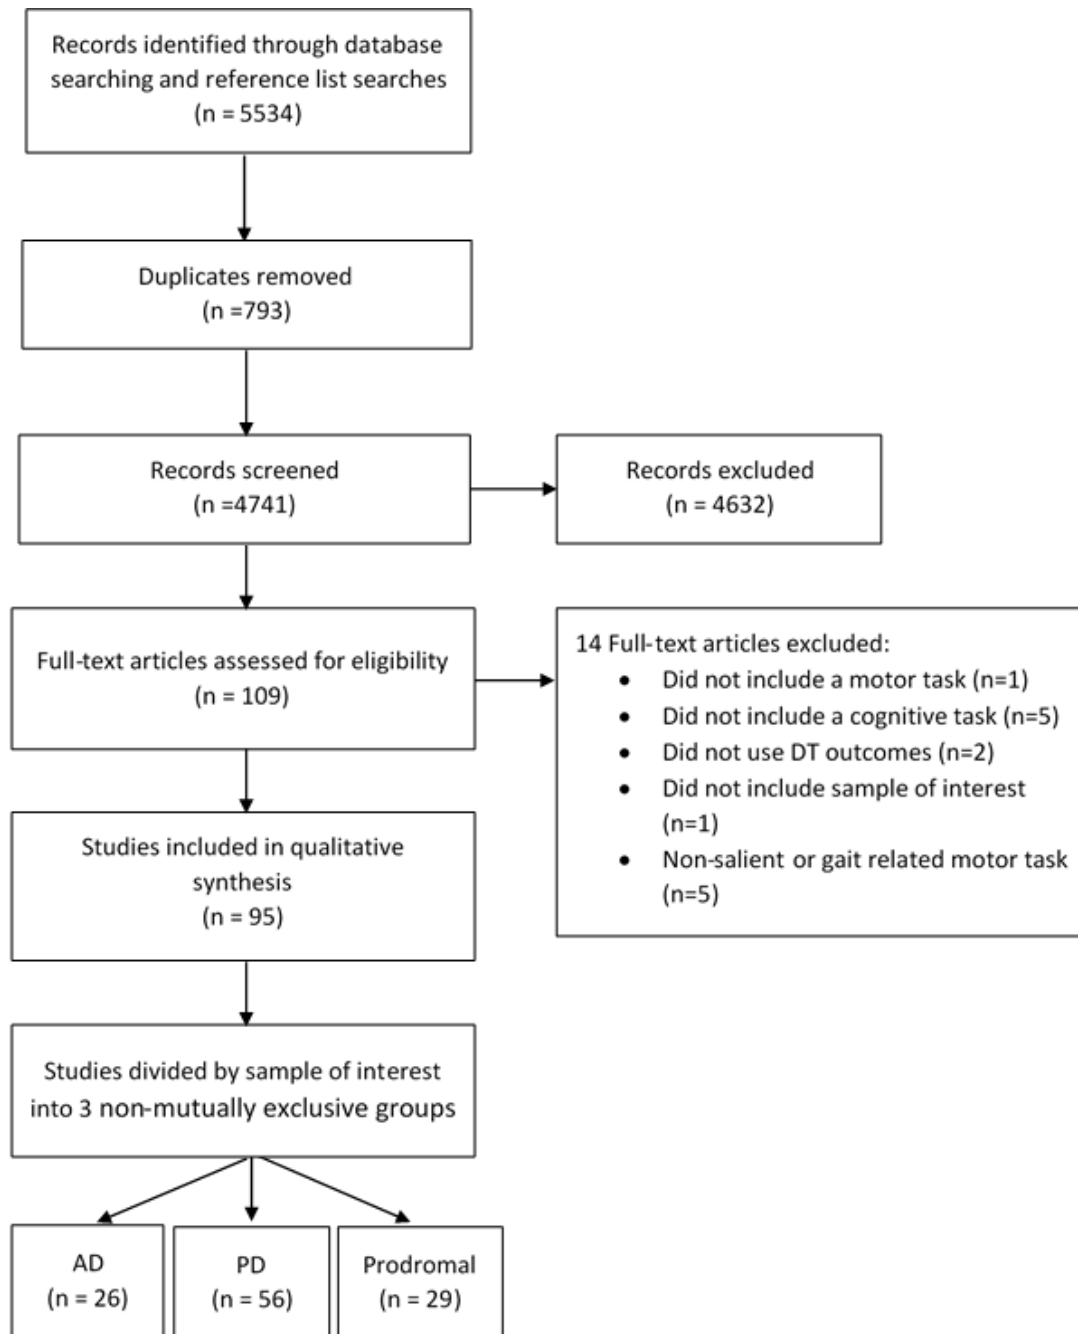 Records identified through database
searching and reference list searches
(n = 5534)
Duplicates removed
(n =793)
Records screened
(n =4741)
Records excluded
(n = 4632)
Full-text articles assessed for eligibility
(n = 109)
14 Full-text articles excluded:
• Did not include a motor task (n=1)
• Did not include a cognitive task (n=5)
• Did not use DT outcomes (n=2)
• Did not include sample of interest
(n=1)
• Non-salient or gait related motor task
(n=5)
Studies included in qualitative
synthesis
(n = 95)
Studies divided by sample of interest
into 3 non-mutually exclusive groups
AD
(n = 26)
PD
(n = 56)
Prodromal
(n = 29)